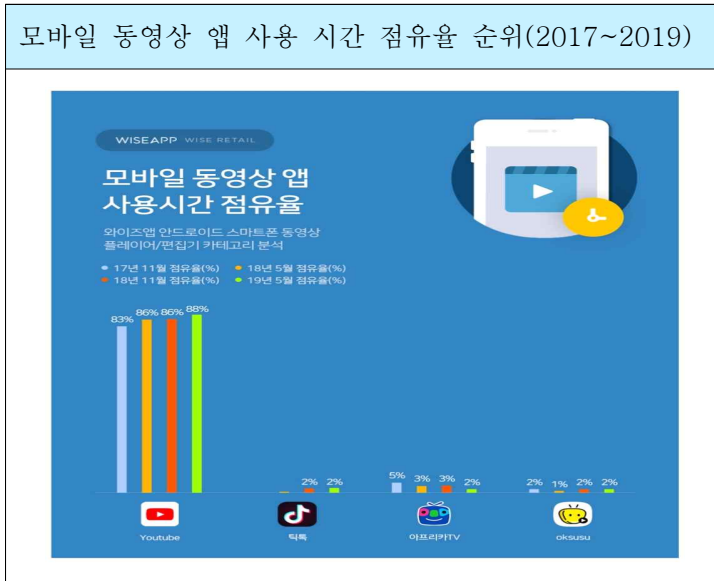 모바일 동영상 앱 사용 시간 점유율 순위(2017~2019)
WISEAPP WISE RETAIL
모바일 동영상 앱
사용시간 점유율
와이즈앱 안드로이드 스마트폰 동영상
플레이어/편집기 카테고리 분석
17년 11월 점유율(%) 18년 5월 점유율(%)
18년 11월 점유율(%) 19년 5월 점유율(%)
83% 86% 86% 88%
2% 2%
5% 3% 3% 2%
2% 1% 2% 2%
Youtube 틱톡 아프리카TV oksusu